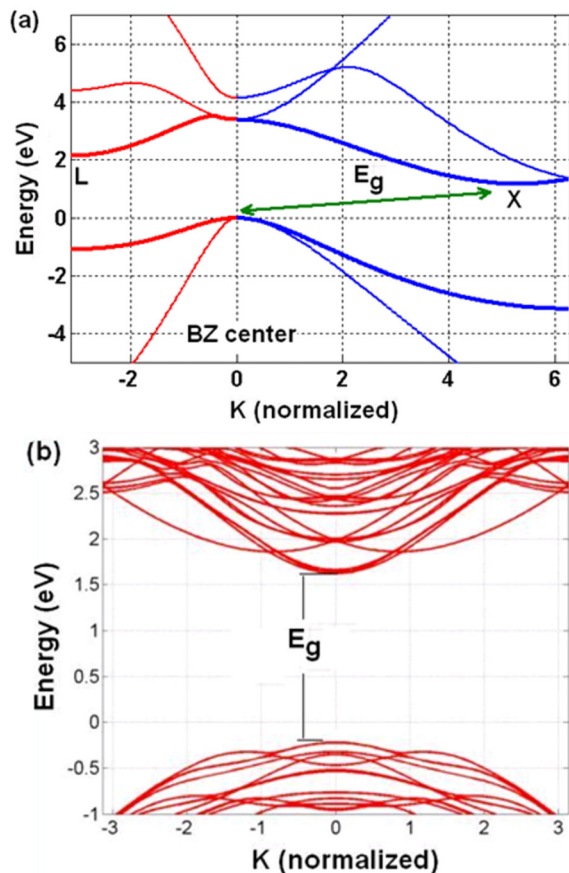 (a)
6
4
2
0
-2
-4
Energy (eV)
L
E_g
X
BZ center
-2 0 2 4 6
K (normalized)
(b)
3
2.5
2
1.5
1
0.5
0
-0.5
-1
Energy (eV)
E_g
-3 -2 -1 0 1 2 3
K (normalized)